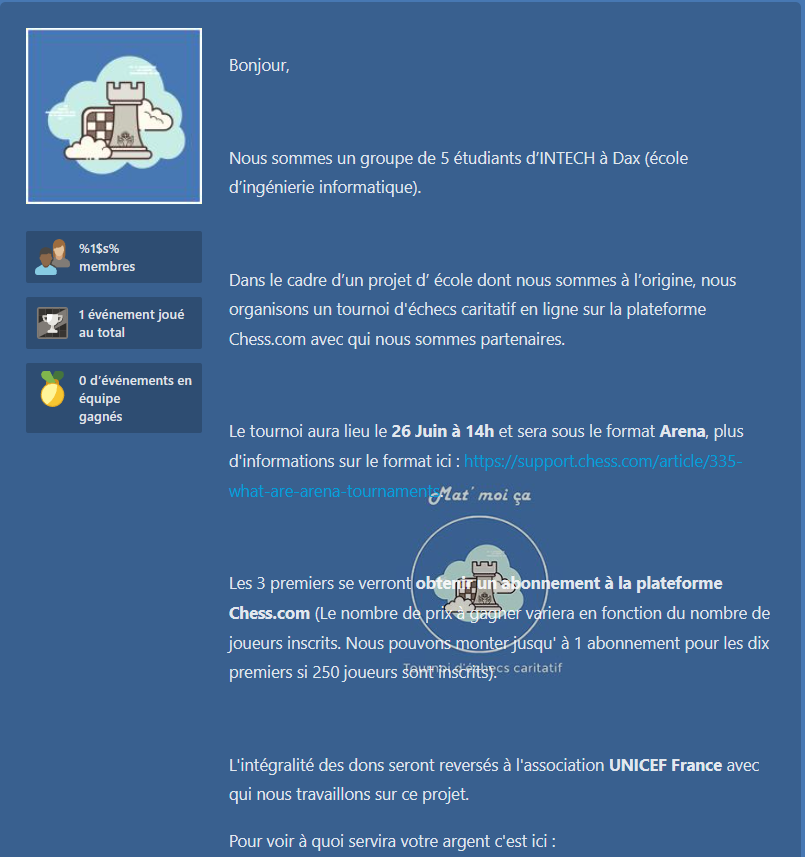 Bonjour,
Nous sommes un groupe de 5 étudiants d’INTECH à Dax (école
d’ingénierie informatique).
%1$s%
membres
1 événement joué
au total
0 d’événements en
équipe
gagnés
Dans le cadre d’un projet d’ école dont nous sommes à l’origine, nous
organisons un tournoi d'échecs caritatif en ligne sur la plateforme
Chess.com avec qui nous sommes partenaires.
Le tournoi aura lieu le 26 Juin à 14h et sera sous le format Arena, plus
d'informations sur le format ici : https://support.chess.com/article/335-
what-are-arena-tournaments
Mat' moi ça
Les 3 premiers se verront obtenir un abonnement à la plateforme
Chess.com (Le nombre de prix à gagner variera en fonction du nombre de
joueurs inscrits. Nous pouvons monter jusqu' à 1 abonnement pour les dix
Tournoi d'échecs caritatif
premiers si 250 joueurs sont inscrits).
L'intégralité des dons seront reversés à l'association UNICEF France avec
qui nous travaillons sur ce projet.
Pour voir à quoi servira votre argent c'est ici :